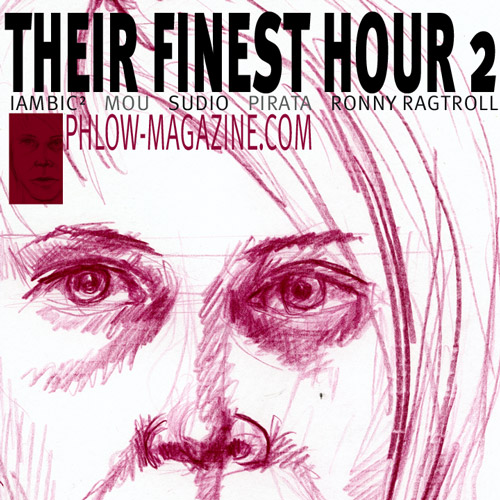 THEIR FINEST HOUR 2
IAMBIC² MOU SUDIO PIRATA RONNY RAGTROLL
PHLOW-MAGAZINE.COM